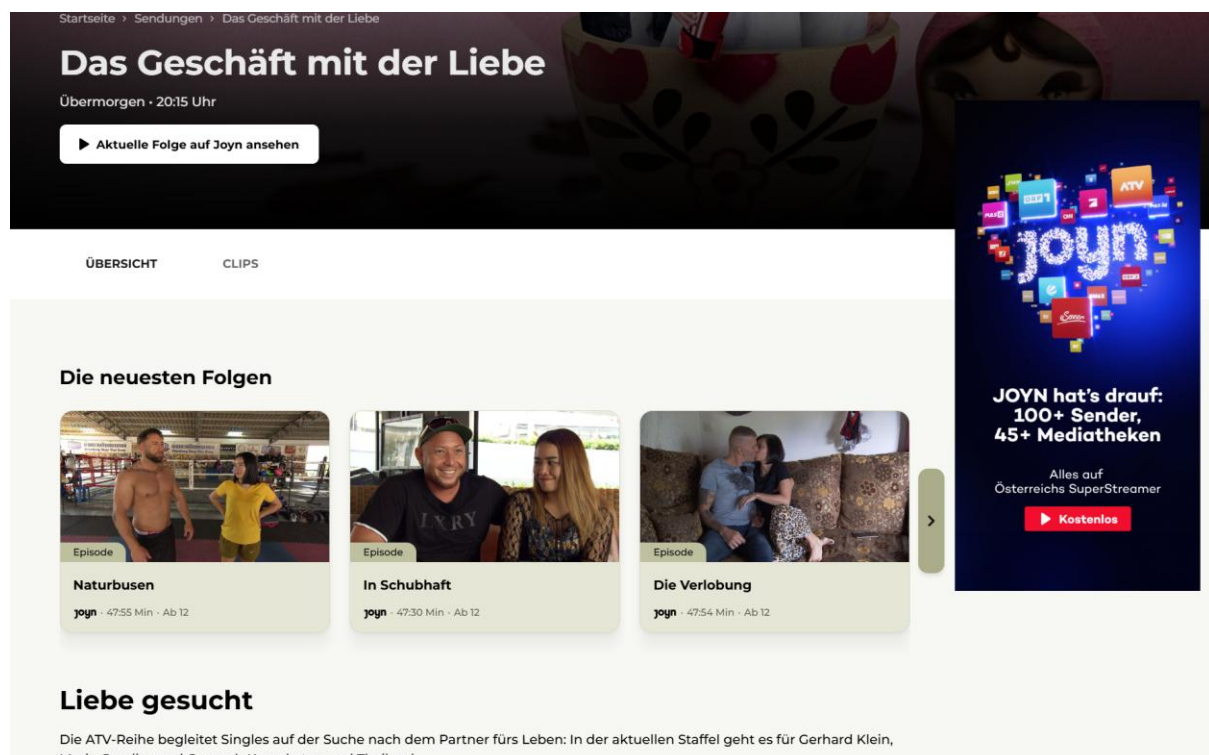 Startseite > Sendungen > Das Geschäft mit der Liebe
Das Geschäft mit der Liebe
Übermorgen • 20:15 Uhr
Aktuelle Folge auf Joyn ansehen
ÜBERSICHT
CLIPS
Die neuesten Folgen
Episode
Naturbusen
joyn · 47:55 Min · Ab 12
LXRY
Episode
In Schubhaft
joyn · 47:30 Min · Ab 12
Episode
Die Verlobung
joyn · 47:54 Min · Ab 12
ATV
ORF 1
joyn
JOYN hat's drauf:
100+ Sender,
45+ Mediatheken
Alles auf
Österreichs SuperStreamer
Kostenlos
Liebe gesucht
Die ATV-Reihe begleitet Singles auf der Suche nach dem Partner fürs Leben: In der aktuellen Staffel geht es für Gerhard Klein,